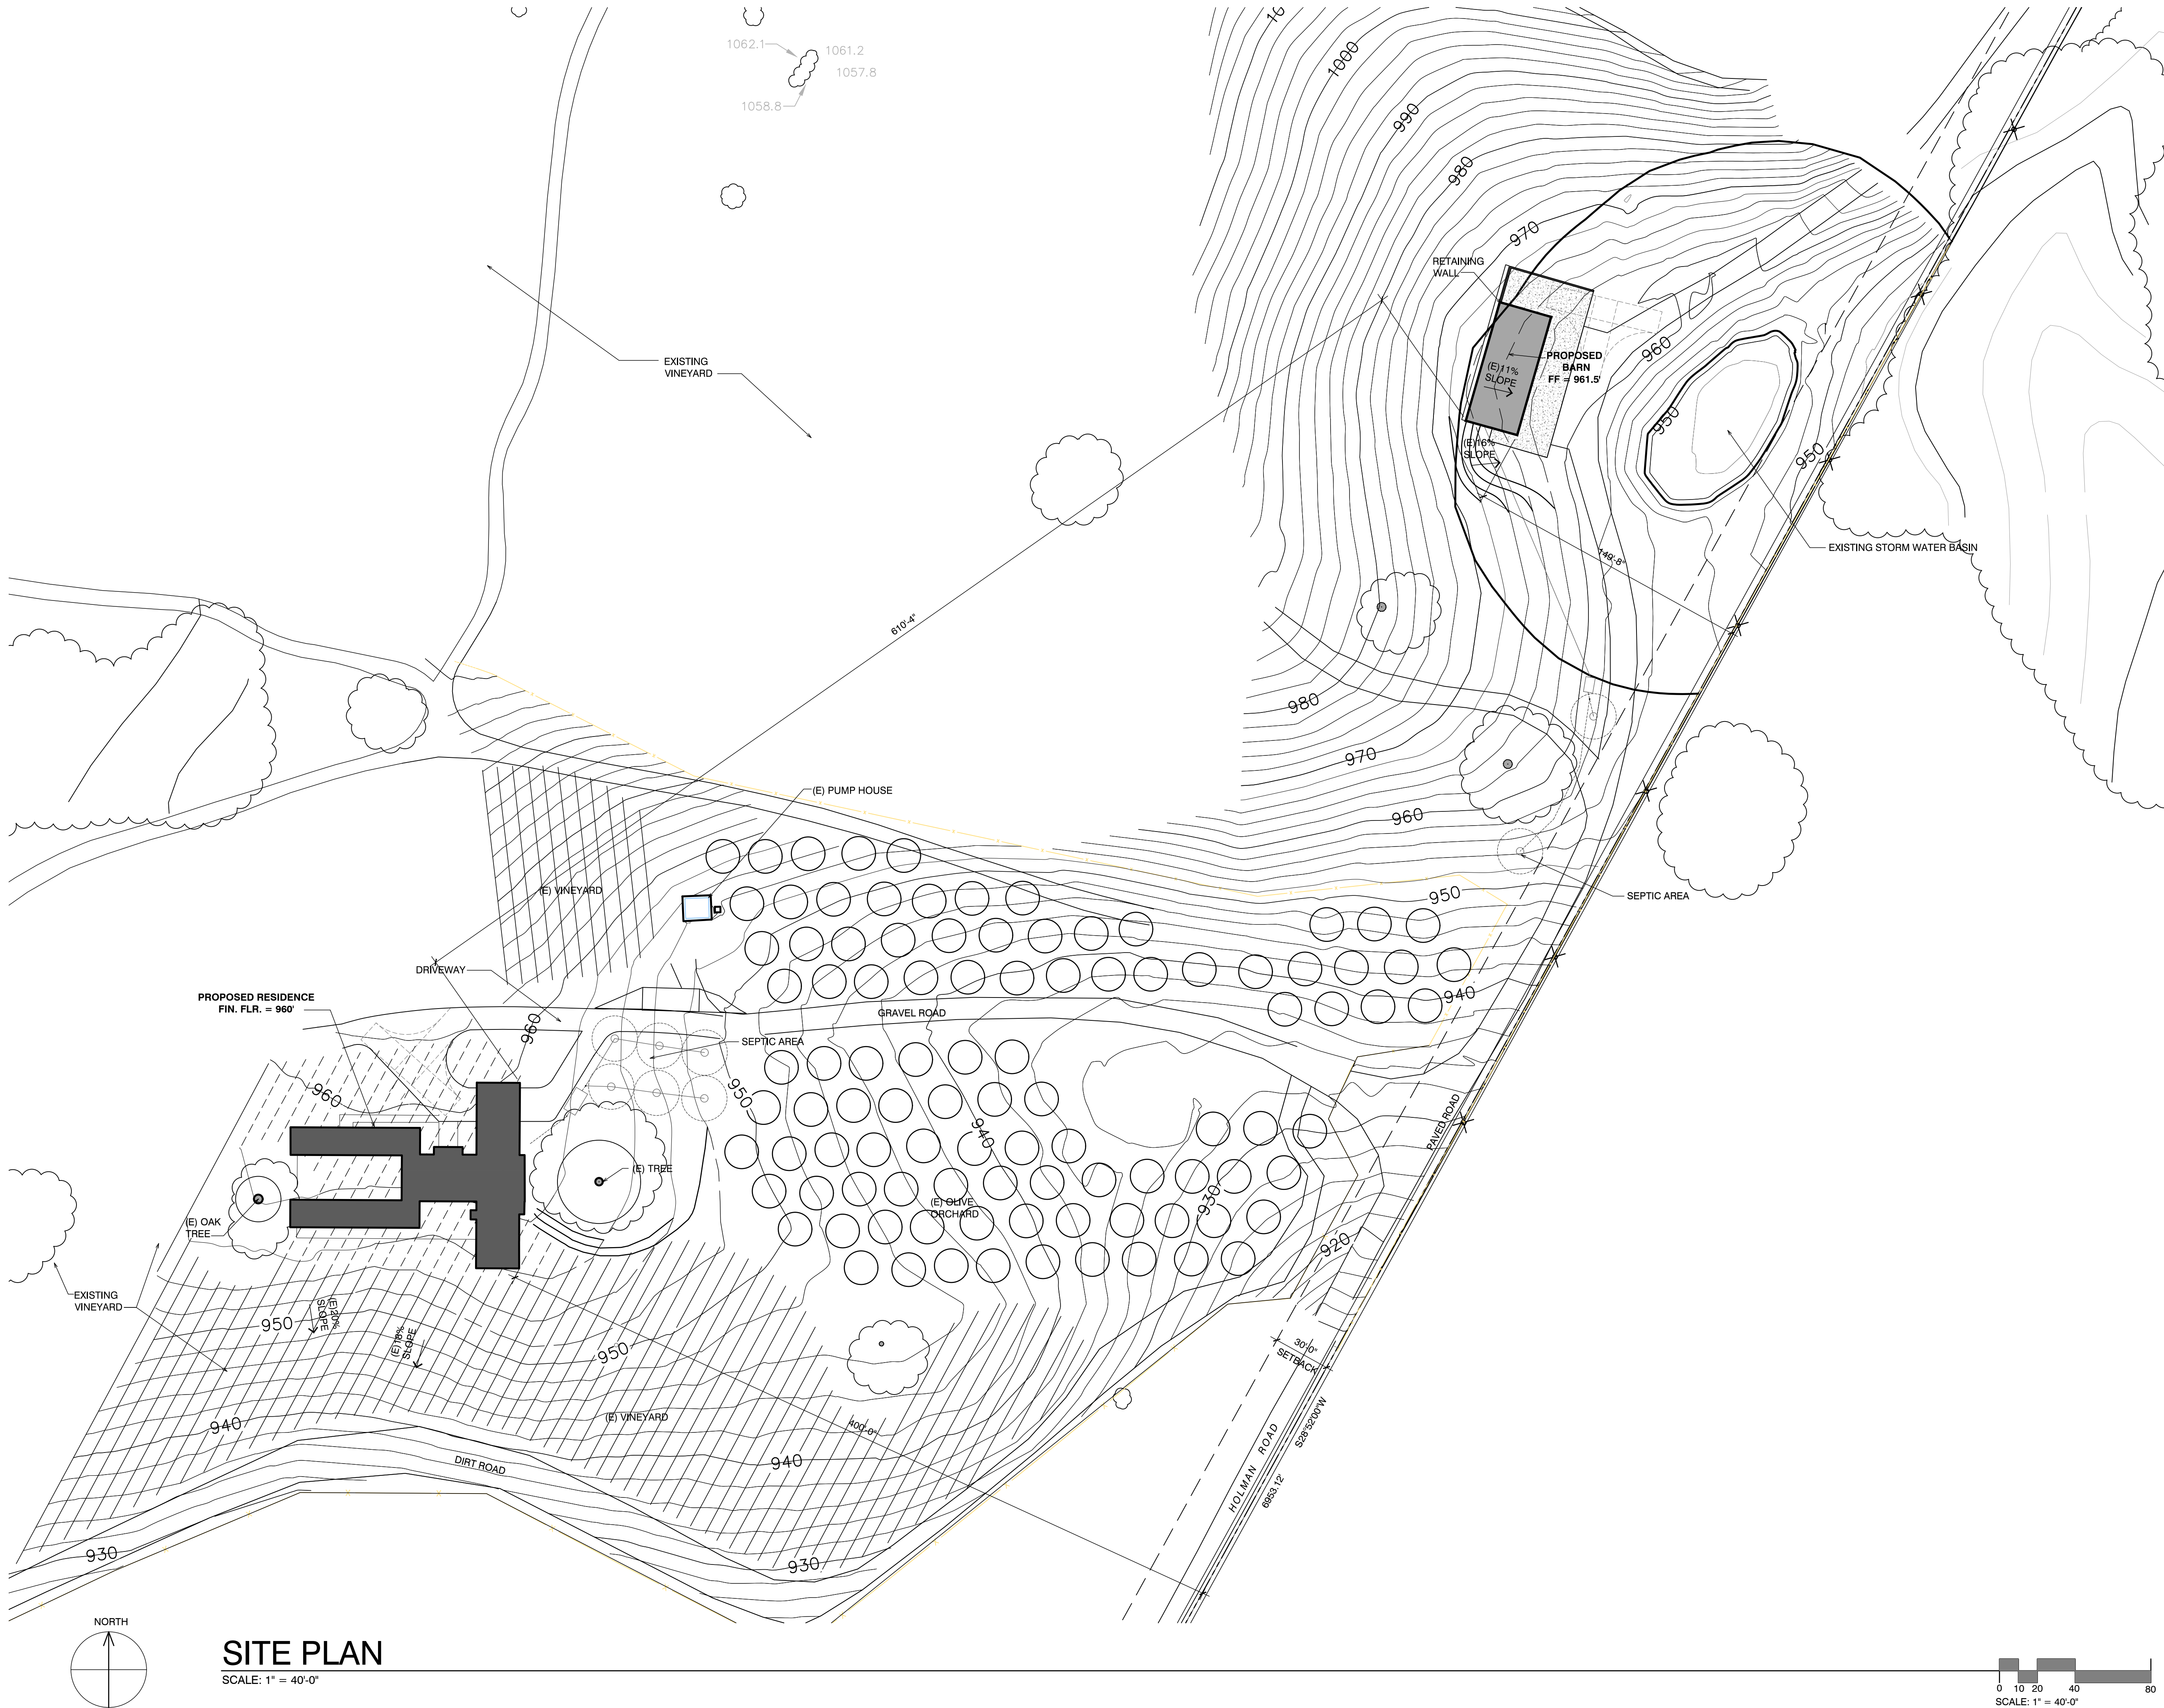 1062.1
1061.2
1057.8
1058.8
10
1000
990
980
970
RETAINING
WALL
EXISTING
VINEYARD
960
PROPOSED
BARN
FF = 961.5'
(E)11%
SLOPE
950
950
(E)16%
SLOPE
EXISTING STORM WATER BASIN
149'-8"
610'-4"
980
970
(E) PUMP HOUSE
960
(E) VINEYARD
950
SEPTIC AREA
DRIVEWAY
PROPOSED RESIDENCE
FIN. FLR. = 960'
940
GRAVEL ROAD
960
SEPTIC AREA
960
950
940
PAVED ROAD
(E) TREE
(E) OLIVE
ORCHARD
930
(E) OAK
TREE
920
EXISTING
VINEYARD
950
(E)20%
SLOPE
(E)18%
SLOPE
950
30'-0"
SETBACK
940
(E) VINEYARD
400'-0"
S28°52'00"W
DIRT ROAD
940
HOLMAN ROAD
6953.12'
930
930
NORTH
SITE PLAN
SCALE: 1" = 40'-0"
0 10 20 40 80
SCALE: 1" = 40'-0"